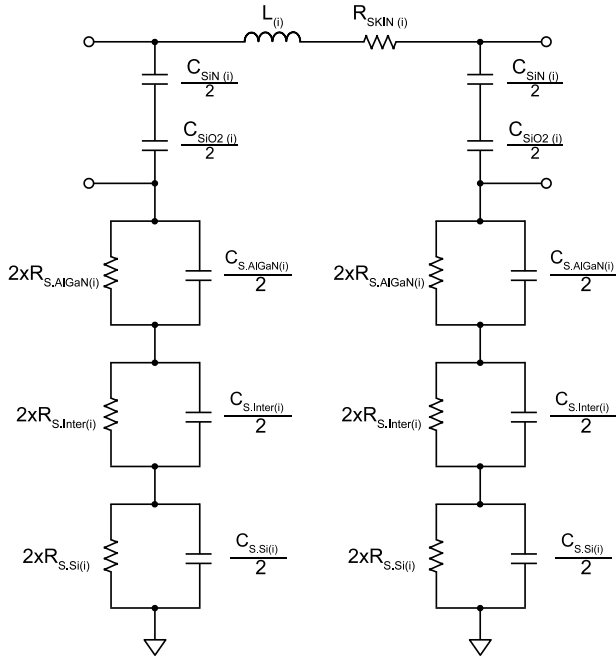 L(i)
RSKIN (i)
CSiN (i)
2
CSiN (i)
2
CSiO2 (i)
2
CSiO2 (i)
2
2xRS.AlGaN(i)
CS.AlGaN(i)
2
2xRS.AlGaN(i)
CS.AlGaN(i)
2
2xRS.Inter(i)
CS.Inter(i)
2
2xRS.Inter(i)
CS.Inter(i)
2
2xRS.Si(i)
CS.Si(i)
2
2xRS.Si(i)
CS.Si(i)
2